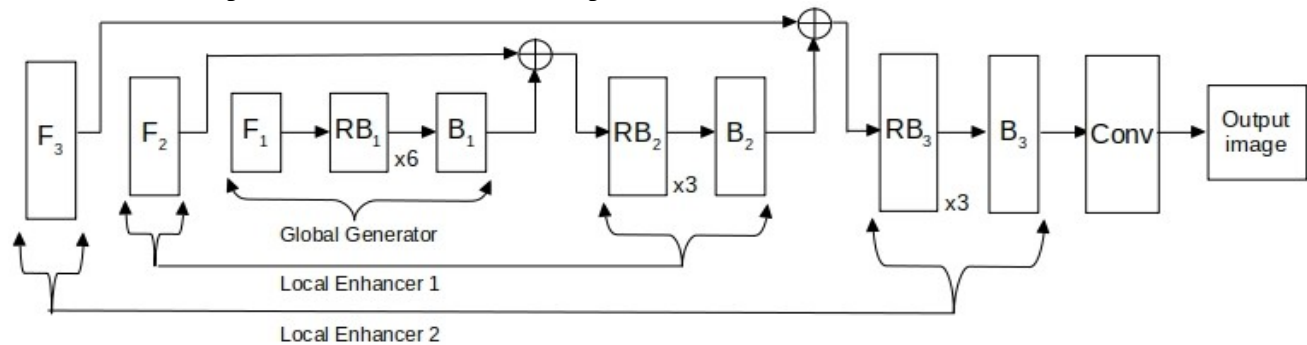 F₃
F₂
F₁
RB₁
x6
B₁
RB₂
x3
B₂
RB₃
x3
B₃
Conv
Output
image
Global Generator
Local Enhancer 1
Local Enhancer 2